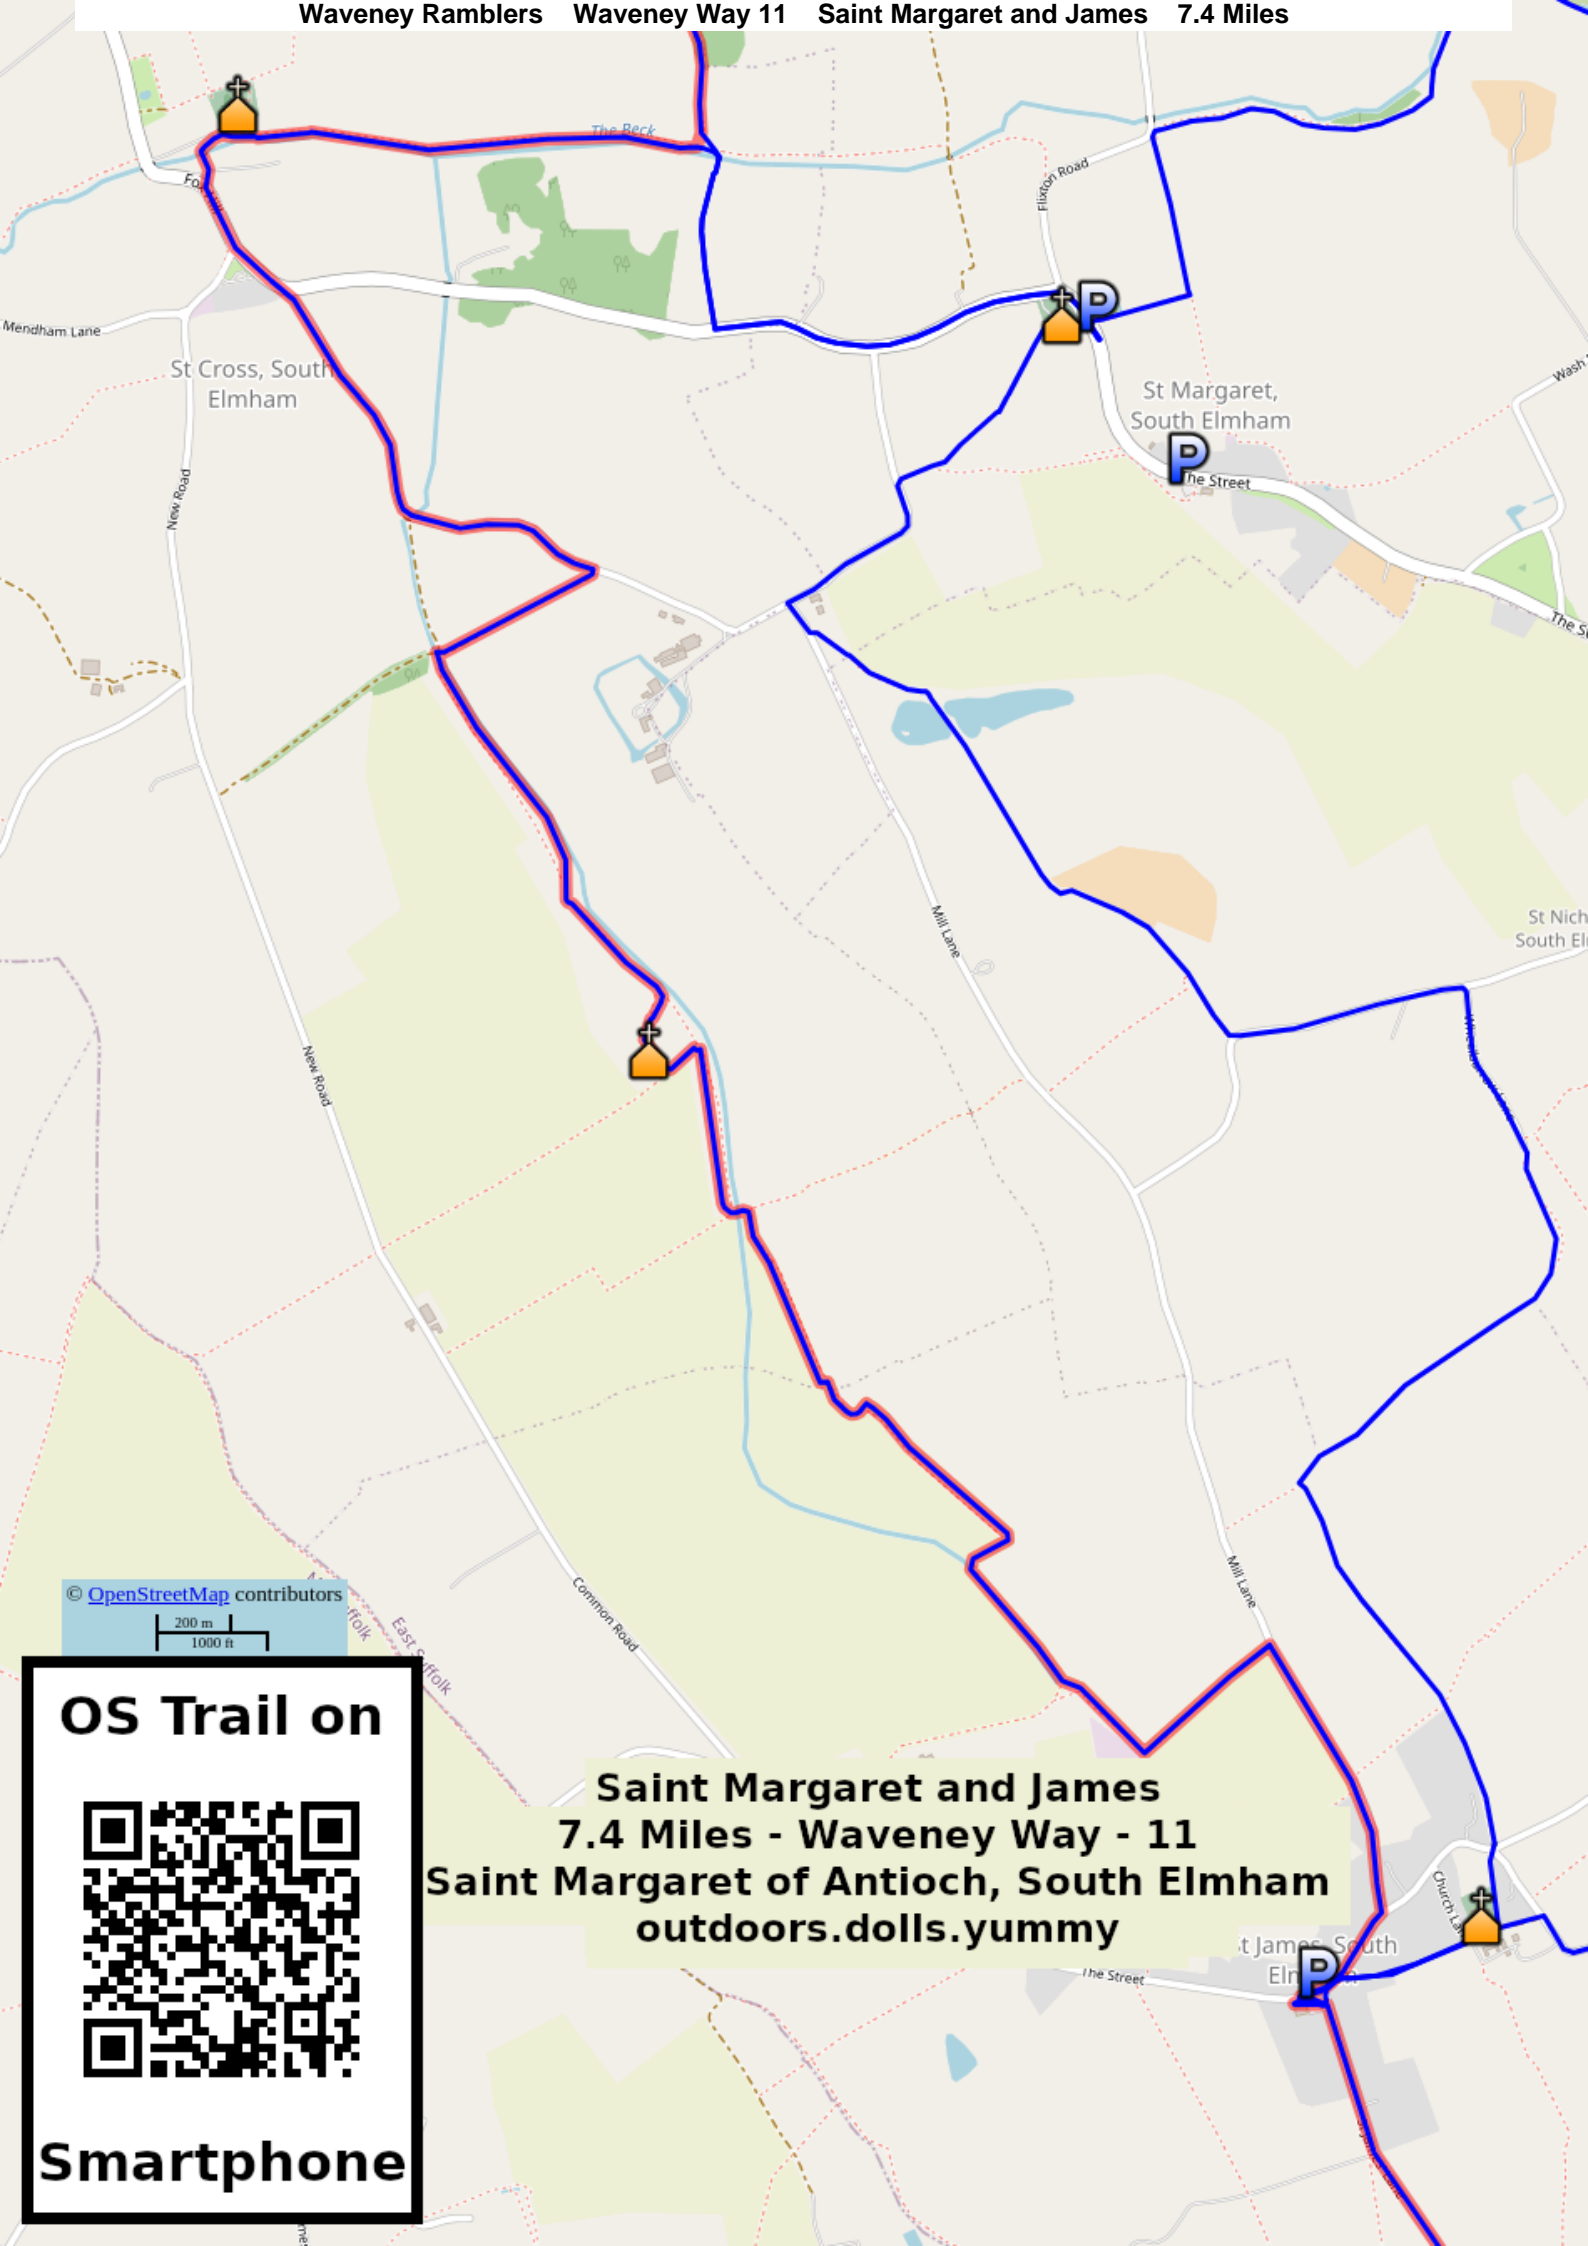 Waveney Ramblers Waveney Way 11 Saint Margaret and James 7.4 Miles
The Beck
Flixton Road
Mendham Lane
St Cross, South
Elmham
St Margaret,
South Elmham
P
P
The Street
Wash
New Road
The S
Mill Lane
St Nich
South El
New Road
Mill Lane
Common Road
© OpenStreetMap contributors
200 m
1000 ft
ffolk
East Suffolk
OS Trail on
Smartphone
Saint Margaret and James
7.4 Miles - Waveney Way - 11
Saint Margaret of Antioch, South Elmham
outdoors.dolls.yummy
Church La
t James, South
P
The Street